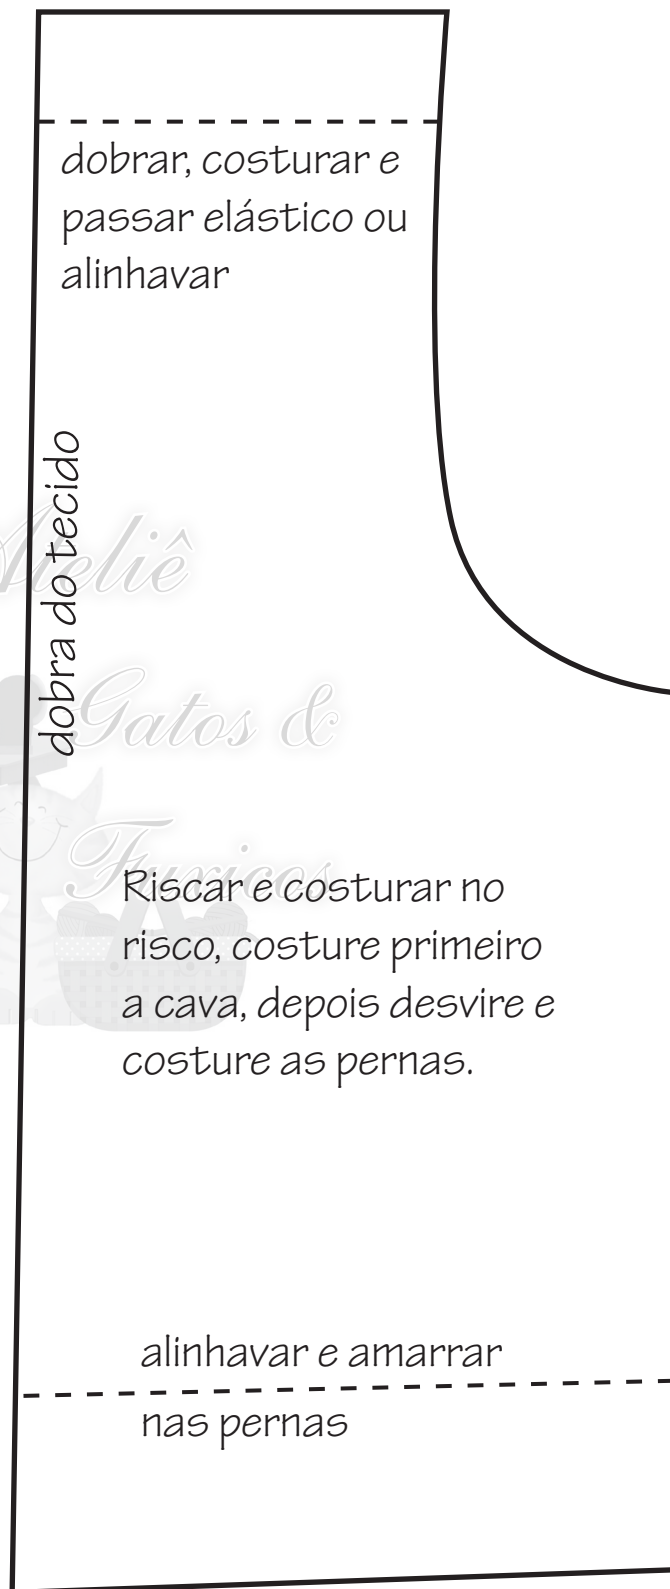 dobrar, costurar e
passar elástico ou
alinhavar
dobra do tecido
Ateliê
Gatos &
Fuxicos
Riscar e costurar no
risco, costure primeiro
a cava, depois desvire e
costure as pernas.
alinhavar e amarrar
nas pernas